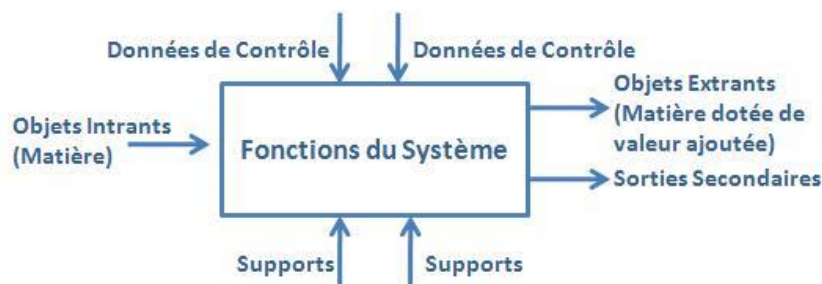 Données de Contrôle
Données de Contrôle
Objets Intrants
(Matière)
Fonctions du Système
Objets Extrants
(Matière dotée de
valeur ajoutée)
Sorties Secondaires
Supports
Supports